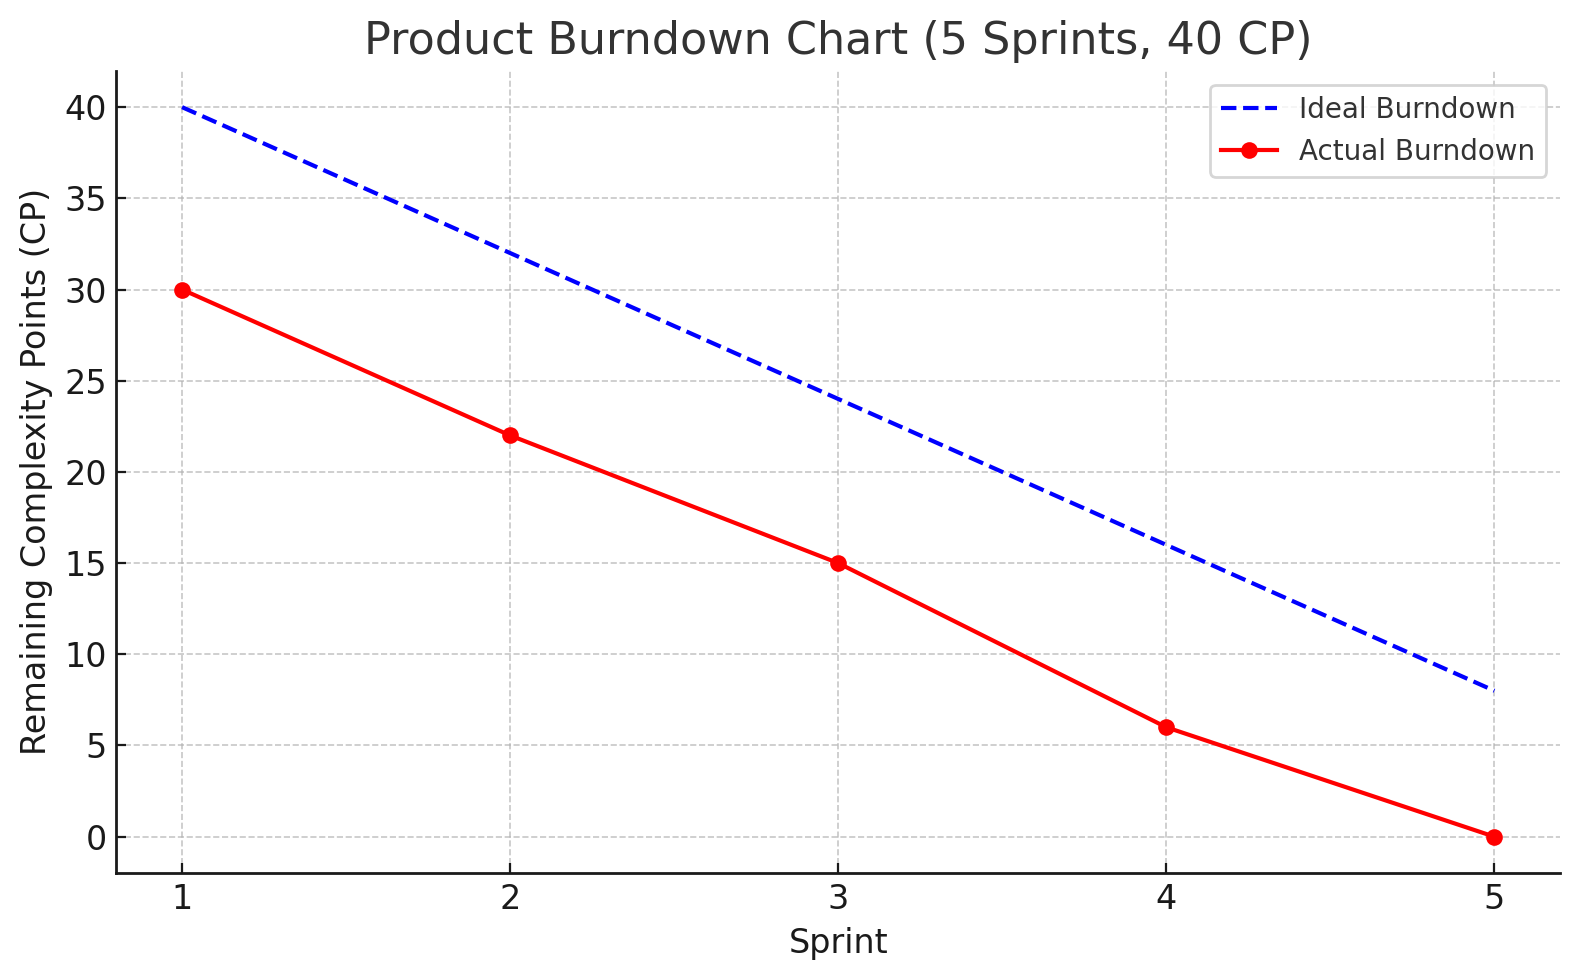 Product Burndown Chart (5 Sprints, 40 CP)
Ideal Burndown
Actual Burndown
Remaining Complexity Points (CP)
40
35
30
25
20
15
10
5
0
1 2 3 4 5
Sprint